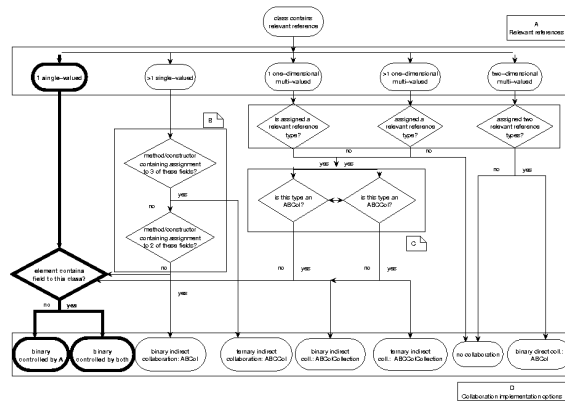 class contains
relevant reference
A
Relevant references
1 single-valued
>1 single-valued
1 one-dimensional
multi-valued
>1 one-dimensional
multi-valued
two-dimensional
multi-valued
B
is assigned a
relevant reference
type?
assigned a
relevant reference
types?
assigned two
relevant reference
types?
no
no
method/constructor
containing assignment
to 3 of these fields?
yes
yes
no
yes
yes
is this type an
ABCol?
is this type an
ABCCol?
no
method/constructor
containing assignment
to 2 of these fields?
C
no
element contains
field to this class?
no
yes
no
yes
no
yes
yes
binary
controlled by A
binary
controlled by both
binary indirect
collaboration: ABCol
ternary indirect
collaboration: ABCCol
binary indirect
coll.: ABColCollection
ternary indirect
coll.: ABCColCollection
no collaboration
binary direct coll.:
ABCol
D
Collaboration implementation options